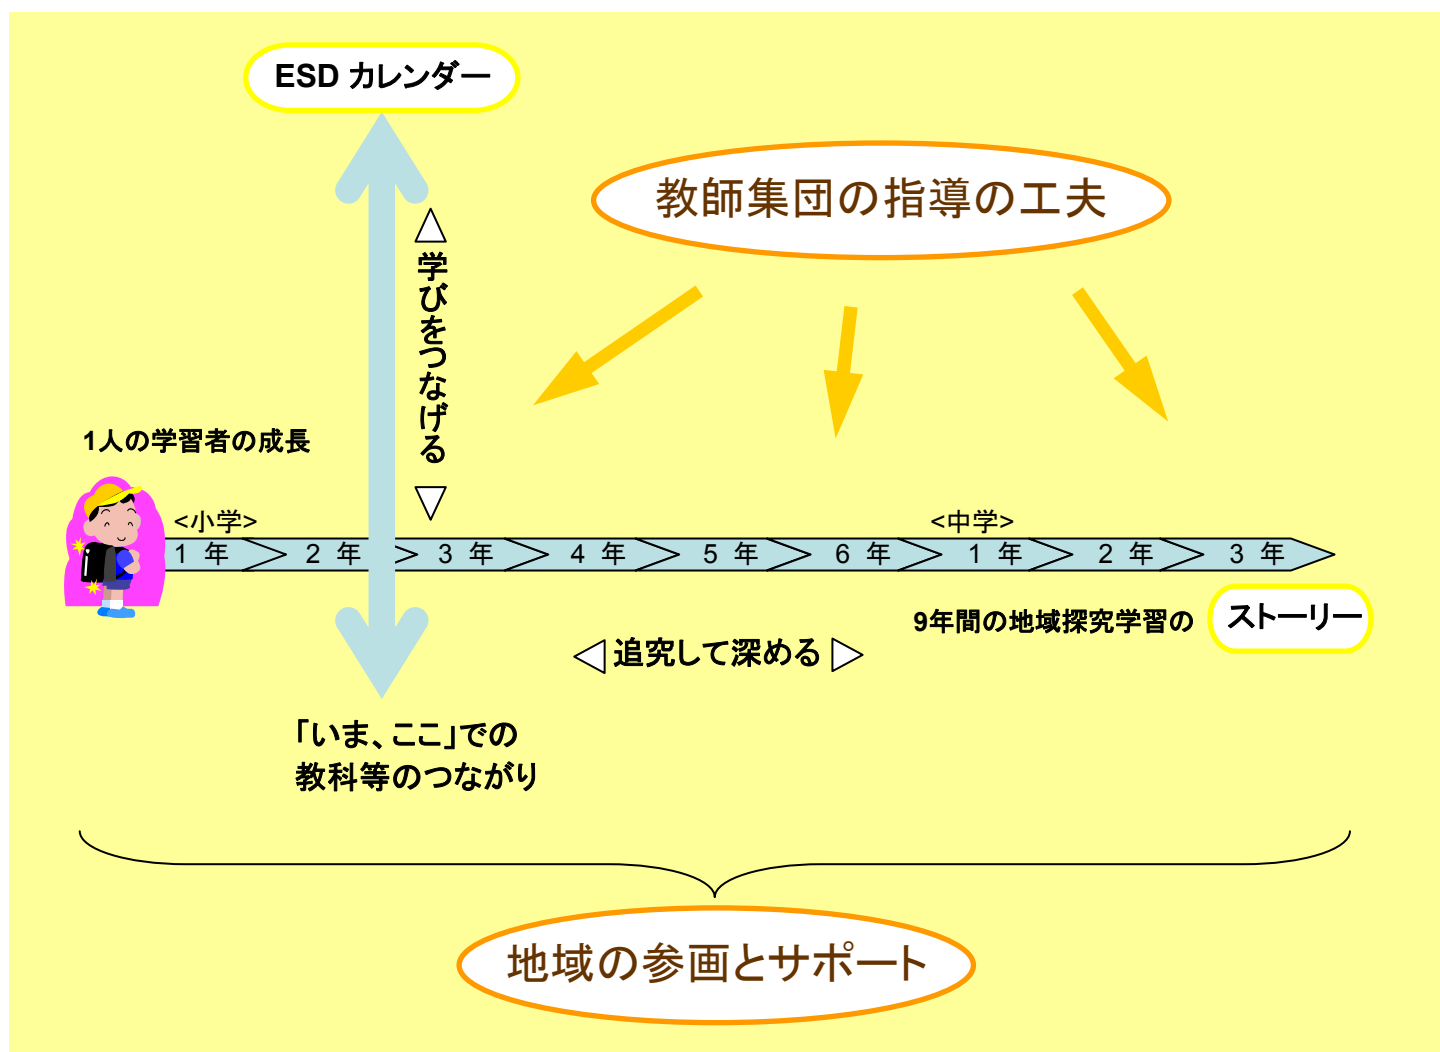 ESD カレンダー
教師集団の指導の工夫
学びをつなげる
1人の学習者の成長
<小学>
<中学>
1 年 2 年 3 年 4 年 5 年 6 年 1 年 2 年 3 年
9年間の地域探究学習の ストーリー
追究して深める
「いま、ここ」での
教科等のつながり
地域の参画とサポート